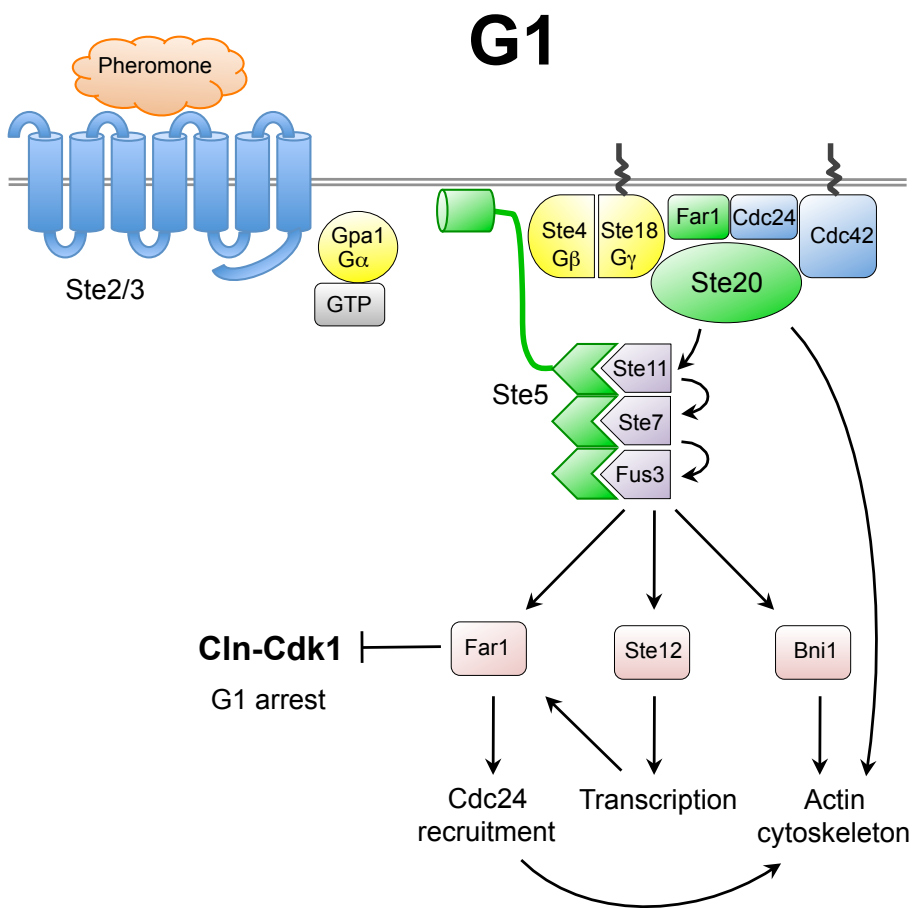 G1
Pheromone
Ste2/3
Gpa1
Gα
GTP
Ste4
Gβ
Ste18
Gγ
Far1
Cdc24
Cdc42
Ste20
Ste5
Ste11
Ste7
Fus3
Cln-Cdk1
G1 arrest
Far1
Ste12
Bni1
Cdc24
recruitment
Transcription
Actin
cytoskeleton